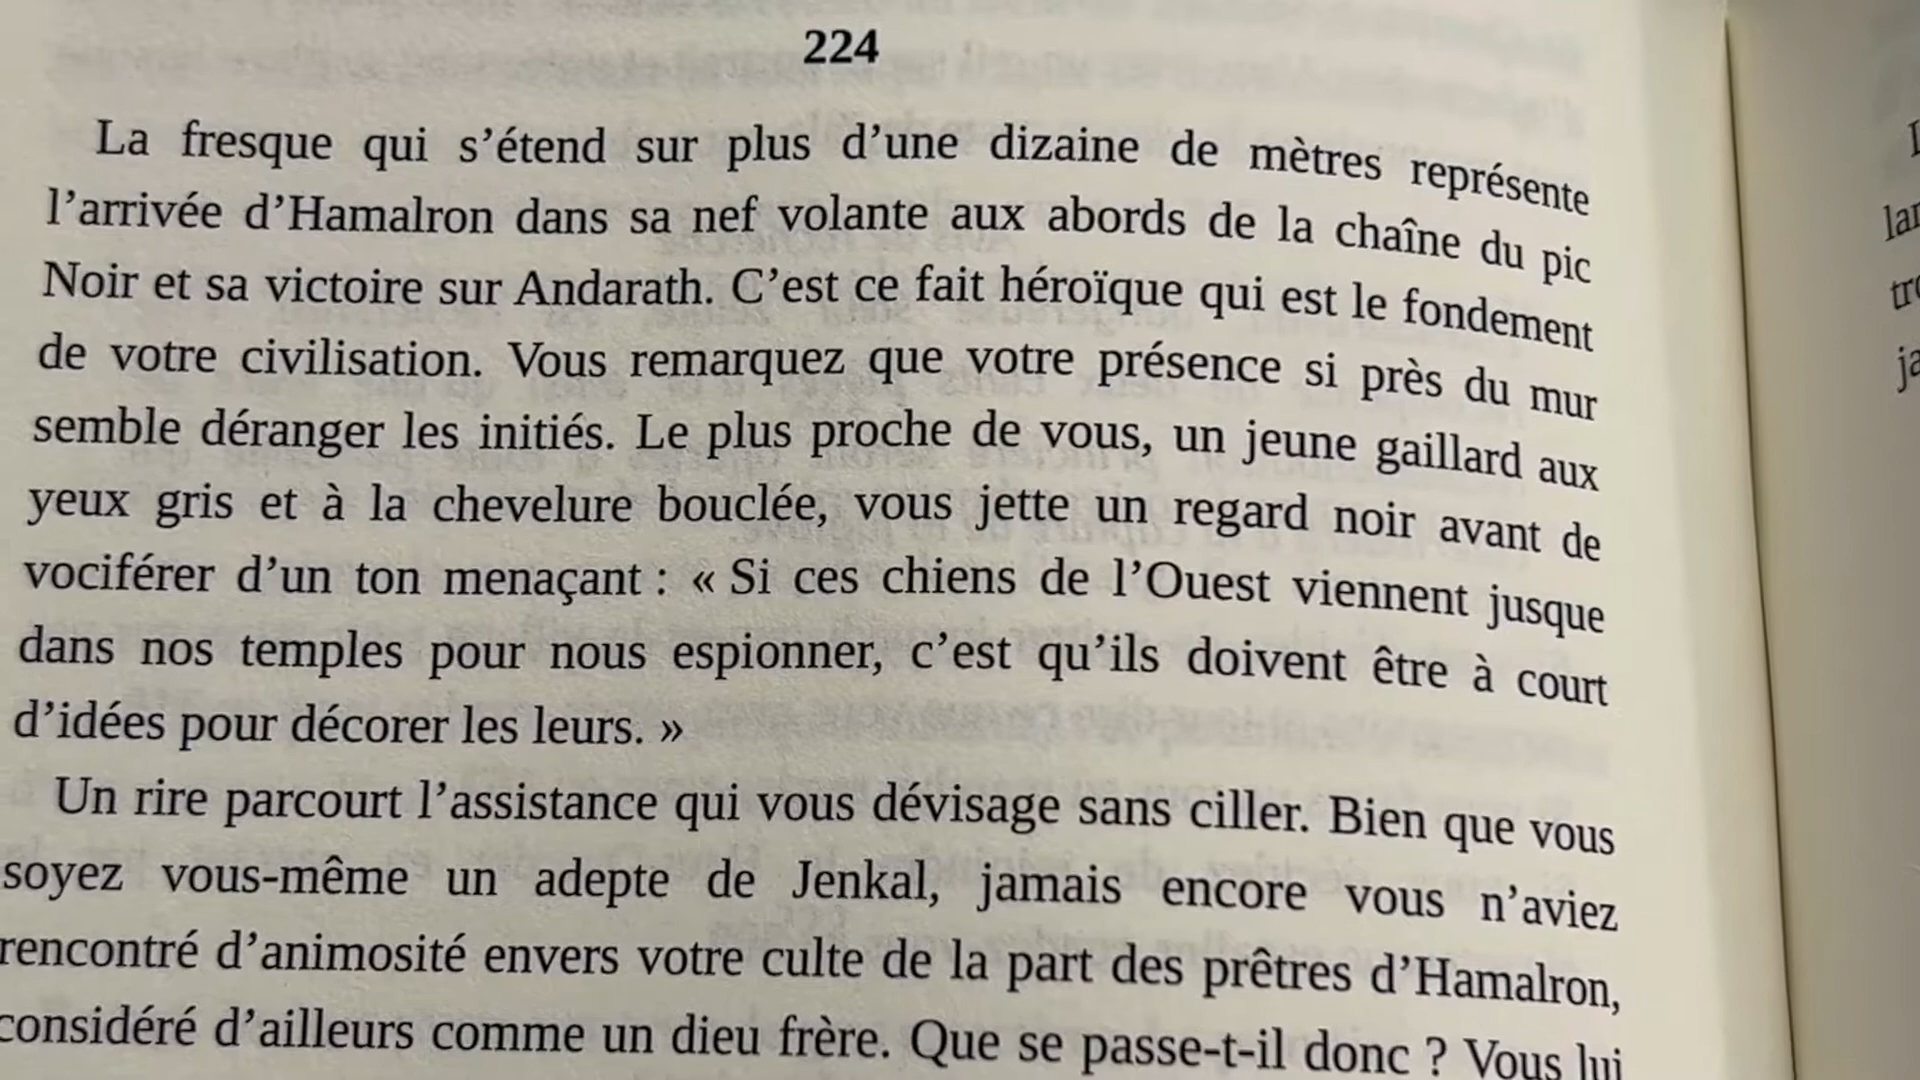 224
La fresque qui s’étend sur plus d’une dizaine de mètres représente
l’arrivée d’Hamalron dans sa nef volante aux abords de la chaîne du pic
Noir et sa victoire sur Andarath. C’est ce fait héroïque qui est le fondement
de votre civilisation. Vous remarquez que votre présence si près du mur
semble déranger les initiés. Le plus proche de vous, un jeune gaillard aux
yeux gris et à la chevelure bouclée, vous jette un regard noir avant de
vociférer d’un ton menaçant : « Si ces chiens de l’Ouest viennent jusque
dans nos temples pour nous espionner, c’est qu’ils doivent être à court
d’idées pour décorer les leurs. »
Un rire parcourt l’assistance qui vous dévisage sans ciller. Bien que vous
soyez vous-même un adepte de Jenkal, jamais encore vous n’aviez
rencontré d’animosité envers votre culte de la part des prêtres d’Hamalron,
considéré d’ailleurs comme un dieu frère. Que se passe-t-il donc ? Vous lui